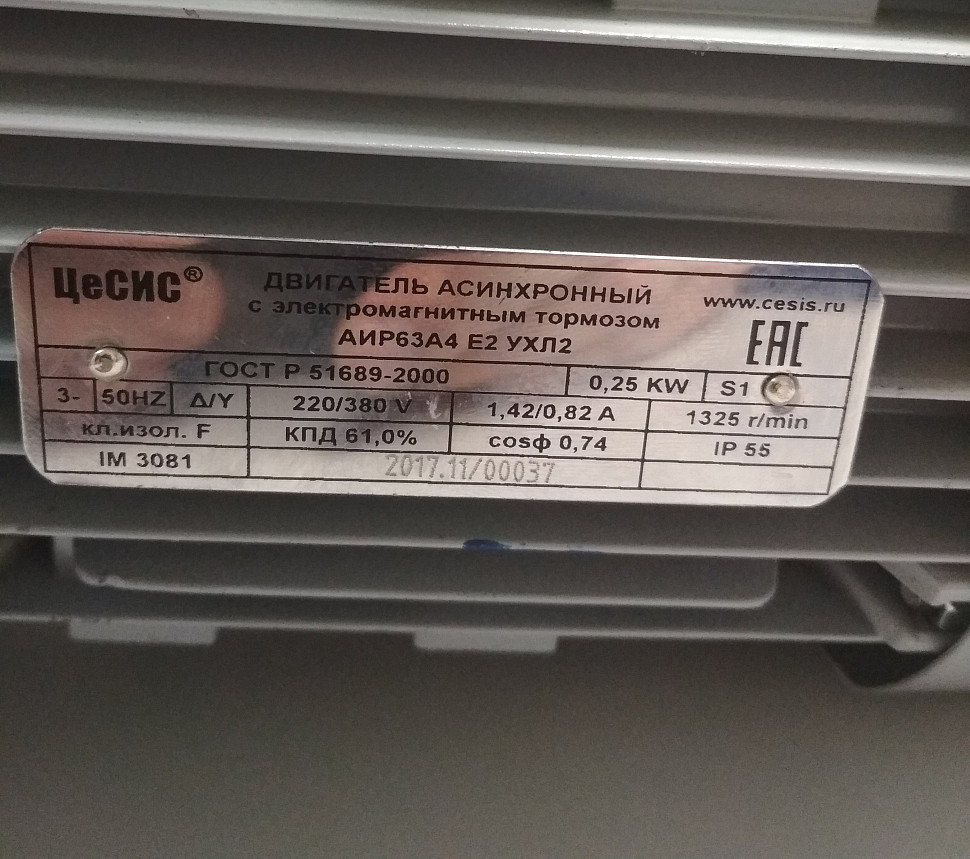 ЦеСИС®
ДВИГАТЕЛЬ АСИНХРОННЫЙ
с электромагнитным тормозом
АИР63А4 Е2 УХЛ2
www.cesis.ru
EAC
ГОСТ Р 51689-2000 0,25 KW S1
3- 50HZ Δ/Y 220/380 V 1,42/0,82 A 1325 r/min
кл.изол. F КПД 61,0% cosф 0,74 IP 55
IM 3081 2017.11/00037